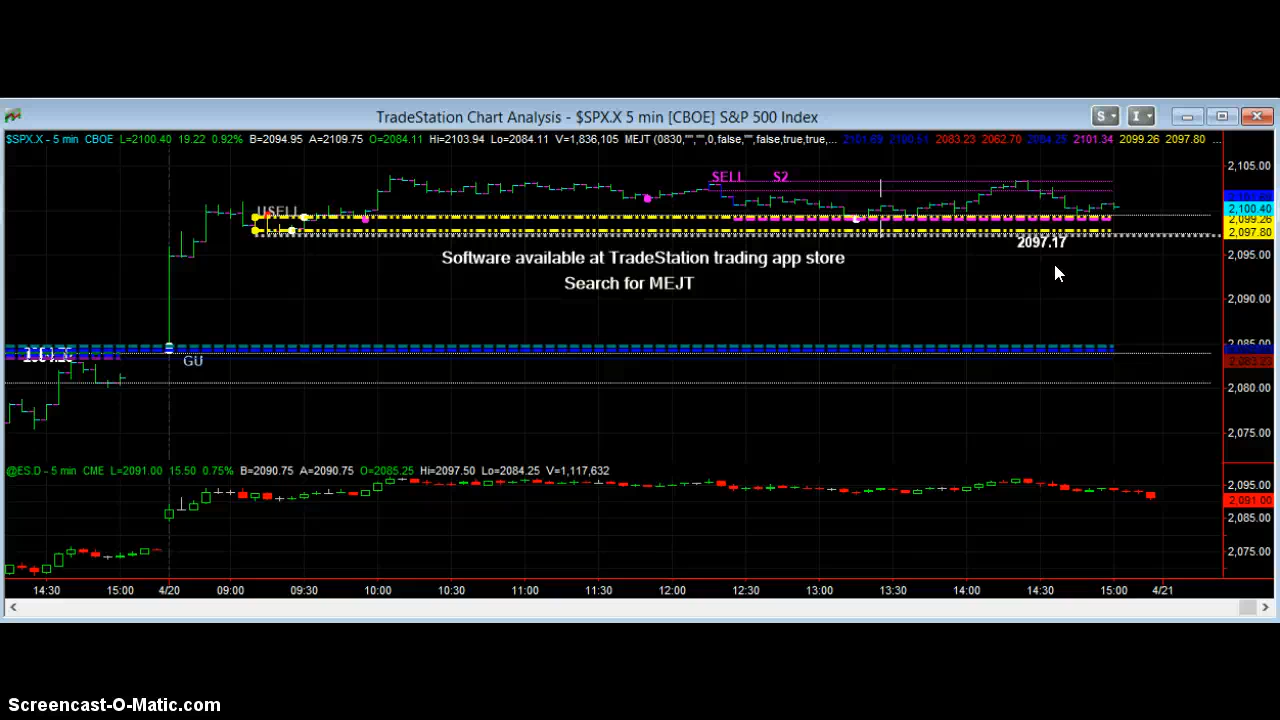 TradeStation Chart Analysis - $SPX.X 5 min [CBOE] S&P 500 Index
S
I
$SPX.X - 5 min CBOE L=2100.40 19.22 0.92% B=2094.95 A=2109.75 O=2084.11 Hi=2103.94 Lo=2084.11 V=1,836,105 MEJT (0830,"","",0,false,"",false,true,true,... 2083.23 2062.70 2084.25 2101.34 2099.26 2097.80 ...
2,105.00
SELL S2
2,100.40
USELL
2,099.26
2,097.80
2097.17
Software available at TradeStation trading app store
2,095.00
Search for MEJT
2,090.00
2,085.00
GU
2,083.23
2,080.00
2,075.00
@ES.D - 5 min CME L=2091.00 15.50 0.75% B=2090.75 A=2090.75 O=2085.25 Hi=2097.50 Lo=2084.25 V=1,117,632
2,095.00
2,091.00
2,085.00
2,075.00
14:30 15:00 4/20 09:00 09:30 10:00 10:30 11:00 11:30 12:00 12:30 13:00 13:30 14:00 14:30 15:00 4/21
Screencast-O-Matic.com